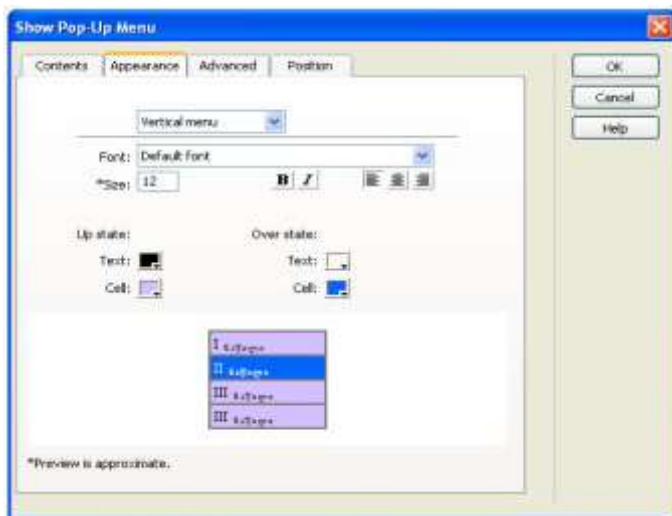 Show Pop-Up Menu
Contents Appearance Advanced Position
OK
Cancel
Help
Vertical menu
Font: Default font
*Size: 12 B I
Up state: Over state:
Text: Text:
Cell: Cell:
I
II
III
III
*Preview is approximate.